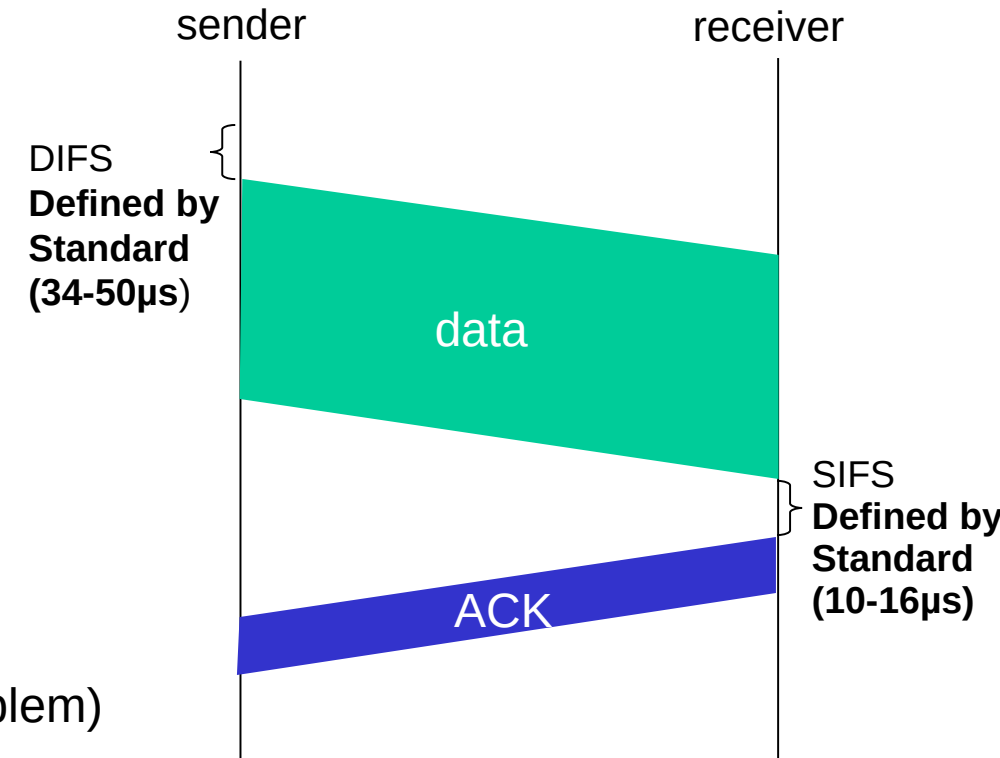 sender
receiver
DIFS
Defined by
Standard
(34-50µs)
data
SIFS
Defined by
Standard
(10-16µs)
ACK
blem)